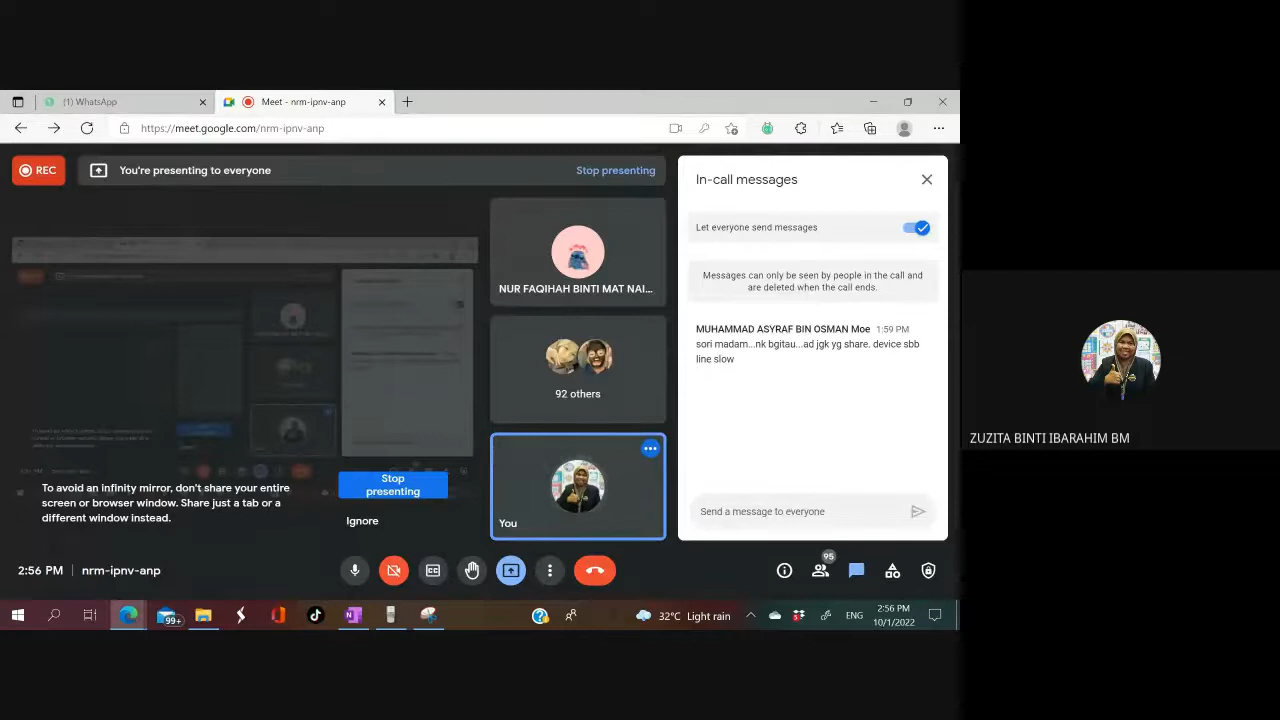 (1) WhatsApp
Meet - nrm-ipnv-anp
https://meet.google.com/nrm-ipnv-anp
REC
You're presenting to everyone
Stop presenting
In-call messages
Let everyone send messages
Messages can only be seen by people in the call and
are deleted when the call ends.
MUHAMMAD ASYRAF BIN OSMAN Moe 1:59 PM
sori madam...nk bgitau...ad jgk yg share. device sbb
line slow
Send a message to everyone
NUR FAQIHAH BINTI MAT NAI...
92 others
You
To avoid an infinity mirror, don't share your entire
screen or browser window. Share just a tab or a
different window instead.
Stop
presenting
Ignore
ZUZITA BINTI IBARAHIM BM
2:56 PM | nrm-ipnv-anp
95
99+
32°C Light rain
5
ENG
2:56 PM
10/1/2022